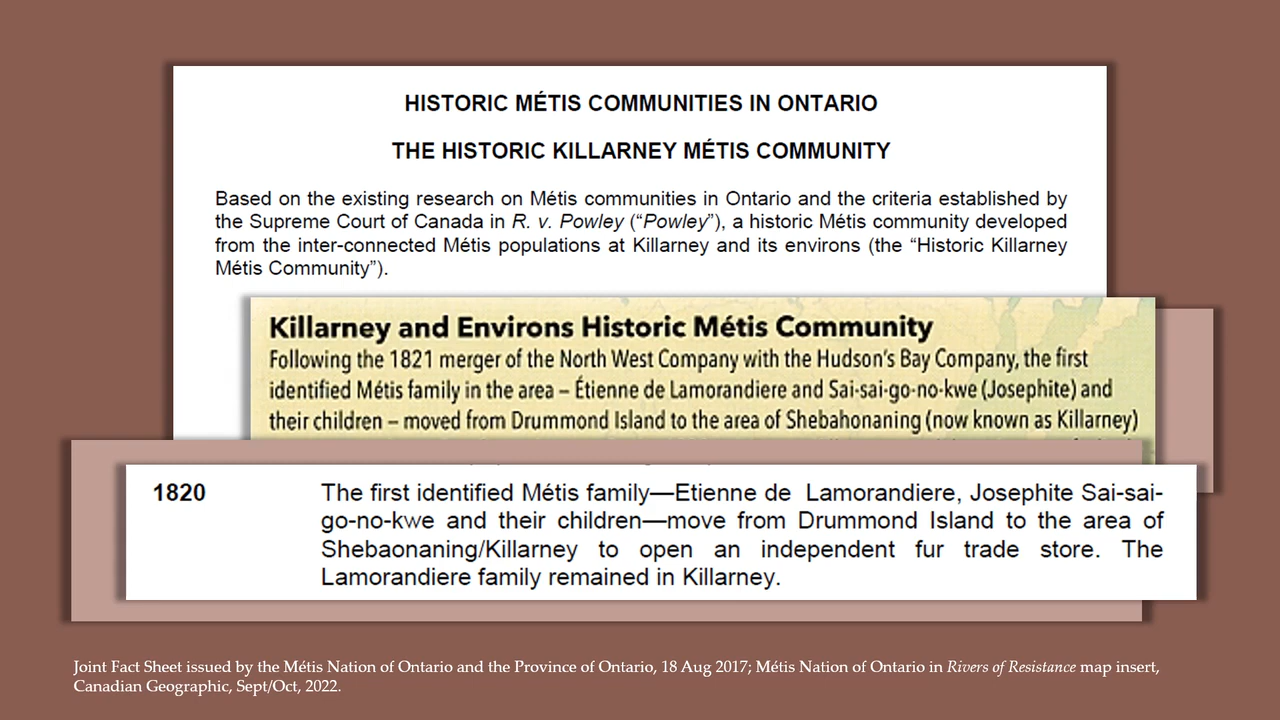 HISTORIC MÉTIS COMMUNITIES IN ONTARIO
THE HISTORIC KILLARNEY MÉTIS COMMUNITY
Based on the existing research on Métis communities in Ontario and the criteria established by
the Supreme Court of Canada in R. v. Powley (“Powley”), a historic Métis community developed
from the inter-connected Métis populations at Killarney and its environs (the “Historic Killarney
Métis Community”).
Killarney and Environs Historic Métis Community
Following the 1821 merger of the North West Company with the Hudson’s Bay Company, the first
identified Métis family in the area – Étienne de Lamorandiere and Sai-sai-go-no-kwe (Josephite) and
their children – moved from Drummond Island to the area of Shebahonaning (now known as Killarney)
1820 The first identified Métis family—Etienne de Lamorandiere, Josephite Sai-sai-
go-no-kwe and their children—move from Drummond Island to the area of
Shebaonaning/Killarney to open an independent fur trade store. The
Lamorandiere family remained in Killarney.
Joint Fact Sheet issued by the Métis Nation of Ontario and the Province of Ontario, 18 Aug 2017; Métis Nation of Ontario in Rivers of Resistance map insert,
Canadian Geographic, Sept/Oct, 2022.